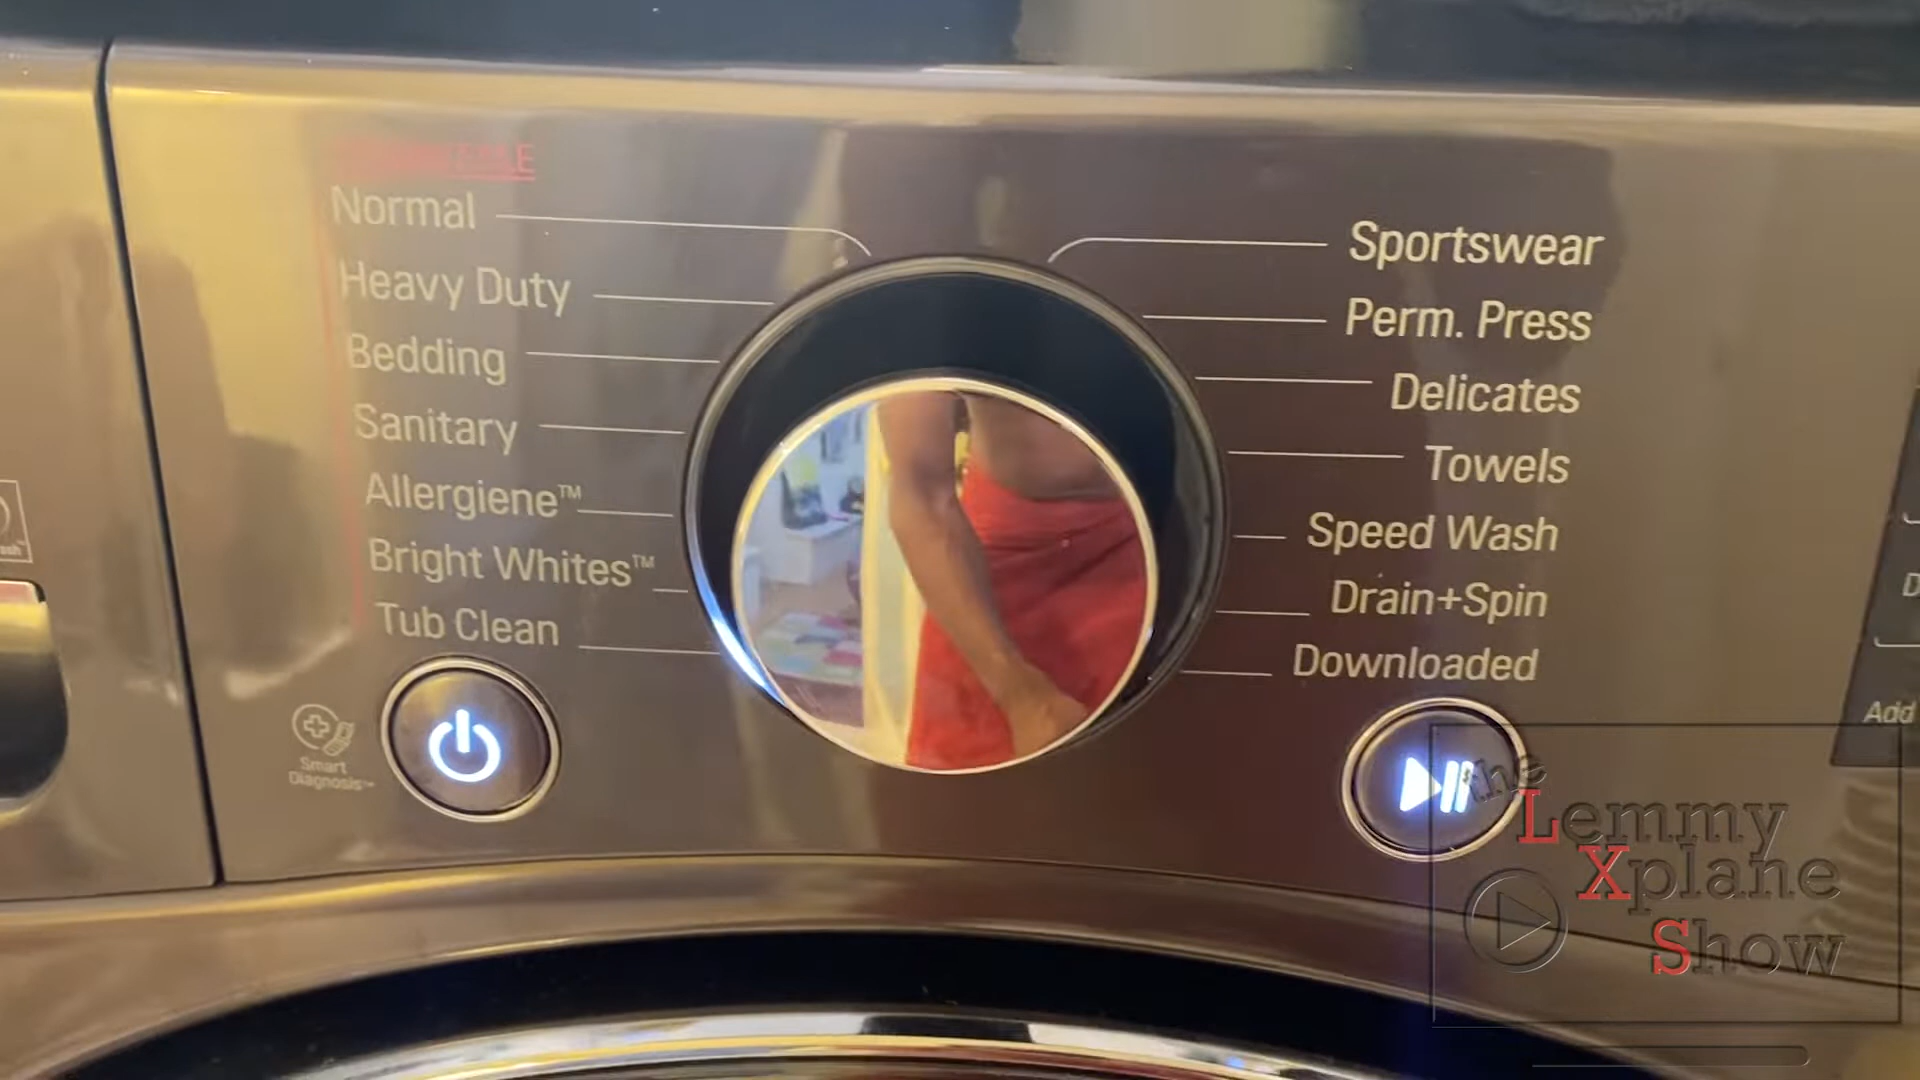 Normal
Heavy Duty
Bedding
Sanitary
Allergiene™
Bright Whites™
Tub Clean
Smart
Diagnosis™
Sportswear
Perm. Press
Delicates
Towels
Speed Wash
Drain+Spin
Downloaded
Add
the
Lemmy
Xplane
Show